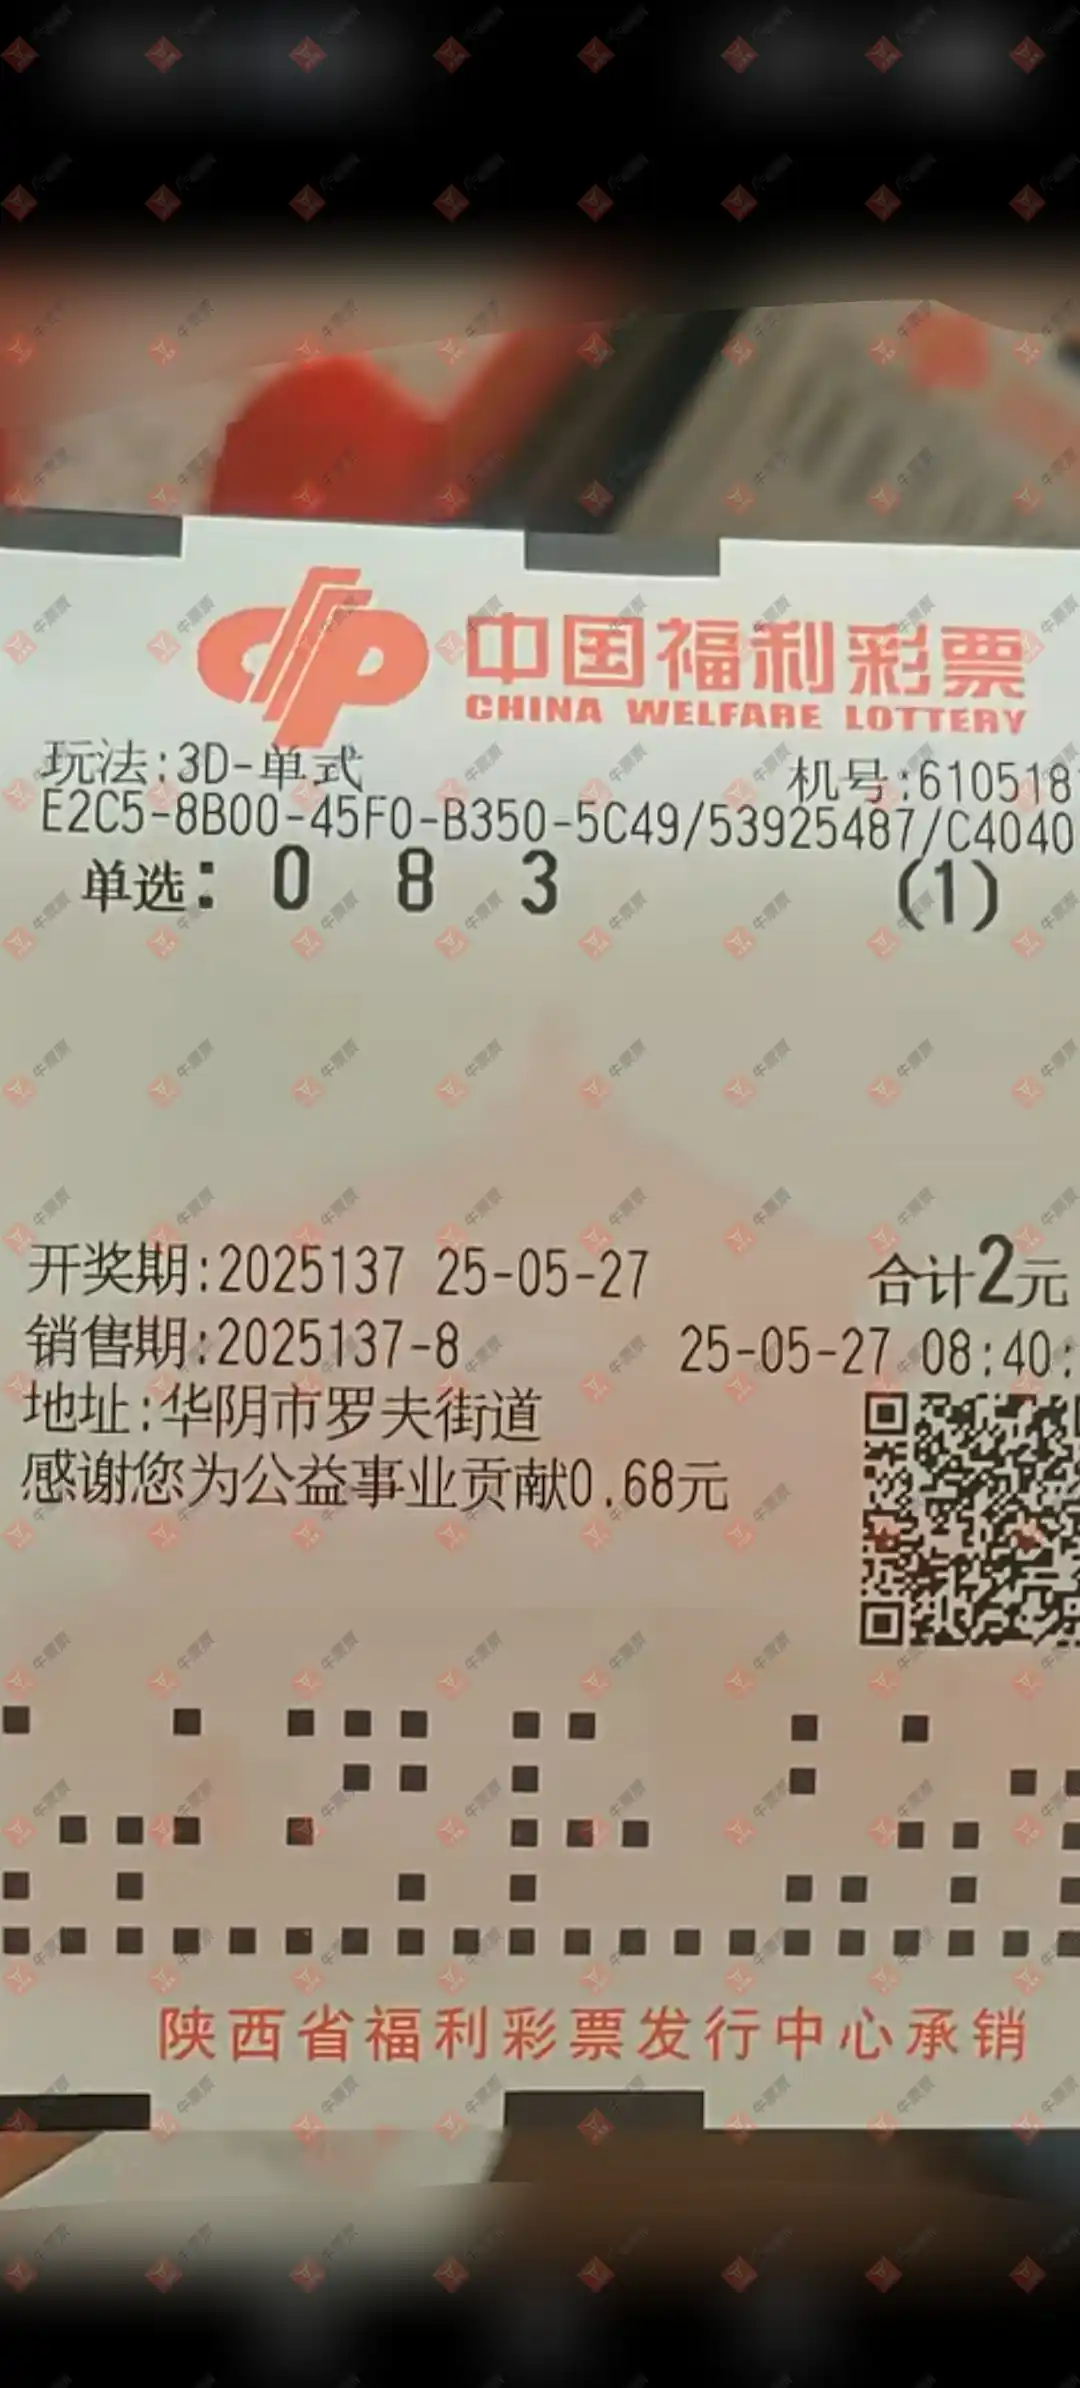 中国福利彩票
CHINA WELFARE LOTTERY
玩法:3D-单式 机号:6105181
E2C5-8B00-45F0-B350-5C49/53925487/C4040
单选: 0 8 3 (1)
开奖期:2025137 25-05-27 合计2元
销售期:2025137-8 25-05-27 08:40:
地址:华阴市罗夫街道
感谢您为公益事业贡献0.68元
陕西省福利彩票发行中心承销
牛票票